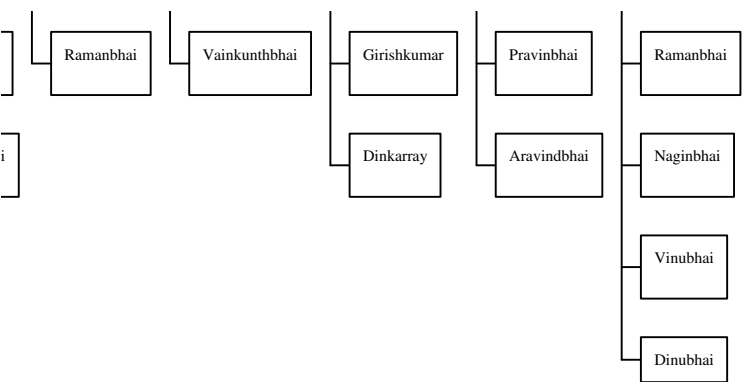 Ramanbhai
Vainkunthbhai
Girishkumar
Pravinbhai
Ramanbhai
i
Dinkarray
Aravindbhai
Naginbhai
Vinubhai
Dinubhai